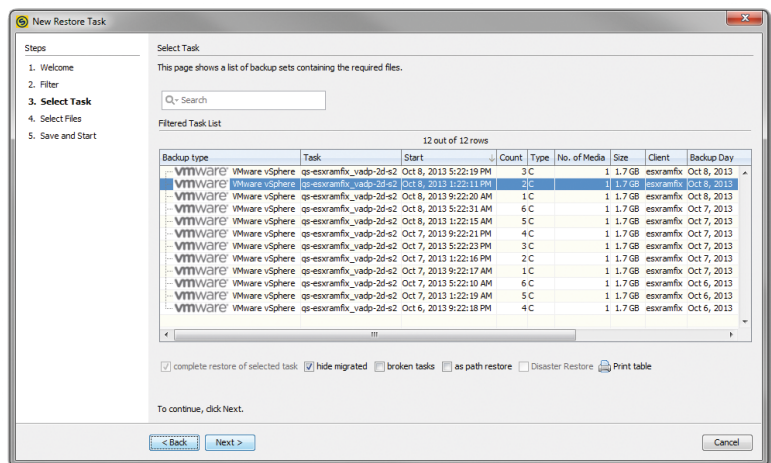 New Restore Task
Steps
1. Welcome
2. Filter
3. Select Task
4. Select Files
5. Save and Start
Select Task
This page shows a list of backup sets containing the required files.
Search
Filtered Task List
12 out of 12 rows
Backup type Task Start Count Type No. of Media Size Client Backup Day
vmware VMware vSphere qs-esxramfix_vadp-2d-s2 Oct 8, 2013 5:22:19 PM 3 C 1 1.7 GB esxramfix Oct 8, 2013
vmware VMware vSphere qs-esxramfix_vadp-2d-s2 Oct 8, 2013 1:22:11 PM 2 C 1 1.7 GB esxramfix Oct 8, 2013
vmware VMware vSphere qs-esxramfix_vadp-2d-s2 Oct 8, 2013 9:22:20 AM 1 C 1 1.7 GB esxramfix Oct 8, 2013
vmware VMware vSphere qs-esxramfix_vadp-2d-s2 Oct 8, 2013 5:22:31 AM 6 C 1 1.7 GB esxramfix Oct 7, 2013
vmware VMware vSphere qs-esxramfix_vadp-2d-s2 Oct 8, 2013 1:22:15 AM 5 C 1 1.7 GB esxramfix Oct 7, 2013
vmware VMware vSphere qs-esxramfix_vadp-2d-s2 Oct 7, 2013 9:22:21 PM 4 C 1 1.7 GB esxramfix Oct 7, 2013
vmware VMware vSphere qs-esxramfix_vadp-2d-s2 Oct 7, 2013 5:22:23 PM 3 C 1 1.7 GB esxramfix Oct 7, 2013
vmware VMware vSphere qs-esxramfix_vadp-2d-s2 Oct 7, 2013 1:22:16 PM 2 C 1 1.7 GB esxramfix Oct 7, 2013
vmware VMware vSphere qs-esxramfix_vadp-2d-s2 Oct 7, 2013 9:22:17 AM 1 C 1 1.7 GB esxramfix Oct 7, 2013
vmware VMware vSphere qs-esxramfix_vadp-2d-s2 Oct 7, 2013 5:22:10 AM 6 C 1 1.7 GB esxramfix Oct 6, 2013
vmware VMware vSphere qs-esxramfix_vadp-2d-s2 Oct 7, 2013 1:22:19 AM 5 C 1 1.7 GB esxramfix Oct 6, 2013
vmware VMware vSphere qs-esxramfix_vadp-2d-s2 Oct 6, 2013 9:22:18 PM 4 C 1 1.7 GB esxramfix Oct 6, 2013
complete restore of selected task hide migrated broken tasks as path restore Disaster Restore Print table
To continue, click Next.
< Back Next > Cancel